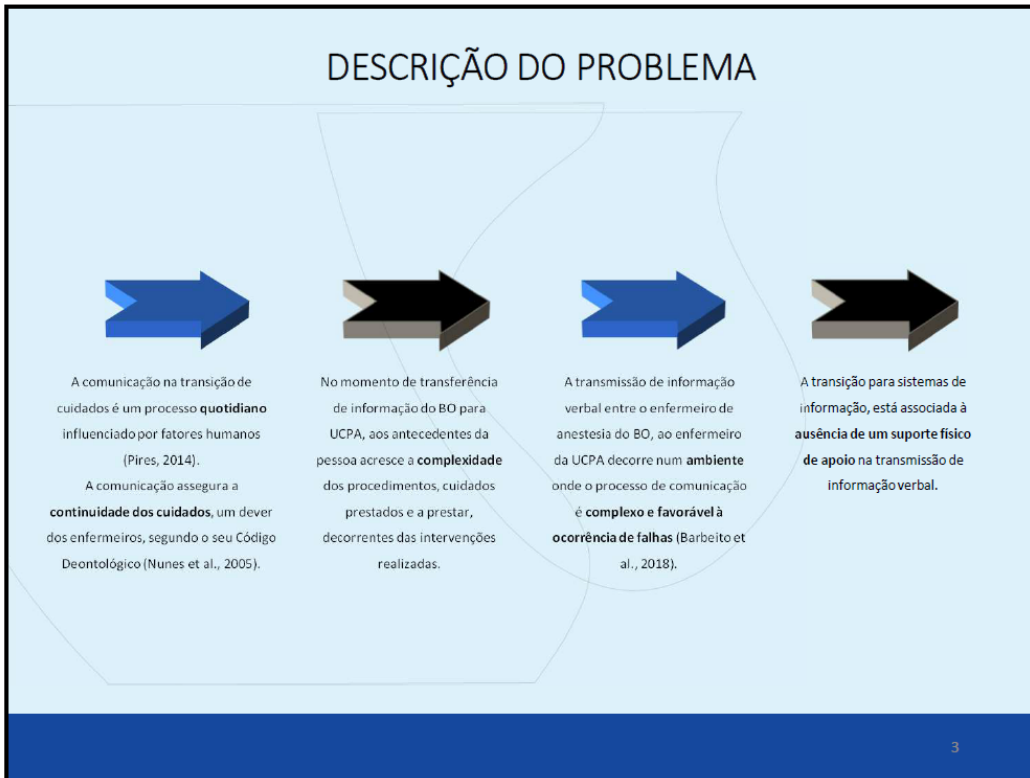 DESCRIÇÃO DO PROBLEMA
A comunicação na transição de
cuidados é um processo quotidiano
influenciado por fatores humanos
(Pires, 2014).
A comunicação assegura a
continuidade dos cuidados, um dever
dos enfermeiros, segundo o seu Código
Deontológico (Nunes et al., 2005).
No momento de transferência
de informação do BO para
UCPA, aos antecedentes da
pessoa acresce a complexidade
dos procedimentos, cuidados
prestados e a prestar,
decorrentes das intervenções
realizadas.
A transmissão de informação
verbal entre o enfermeiro de
anestesia do BO, ao enfermeiro
da UCPA decorre num ambiente
onde o processo de comunicação
é complexo e favorável à
ocorrência de falhas (Barbeito et
al., 2018).
A transição para sistemas de
informação, está associada à
ausência de um suporte físico
de apoio na transmissão de
informação verbal.
3